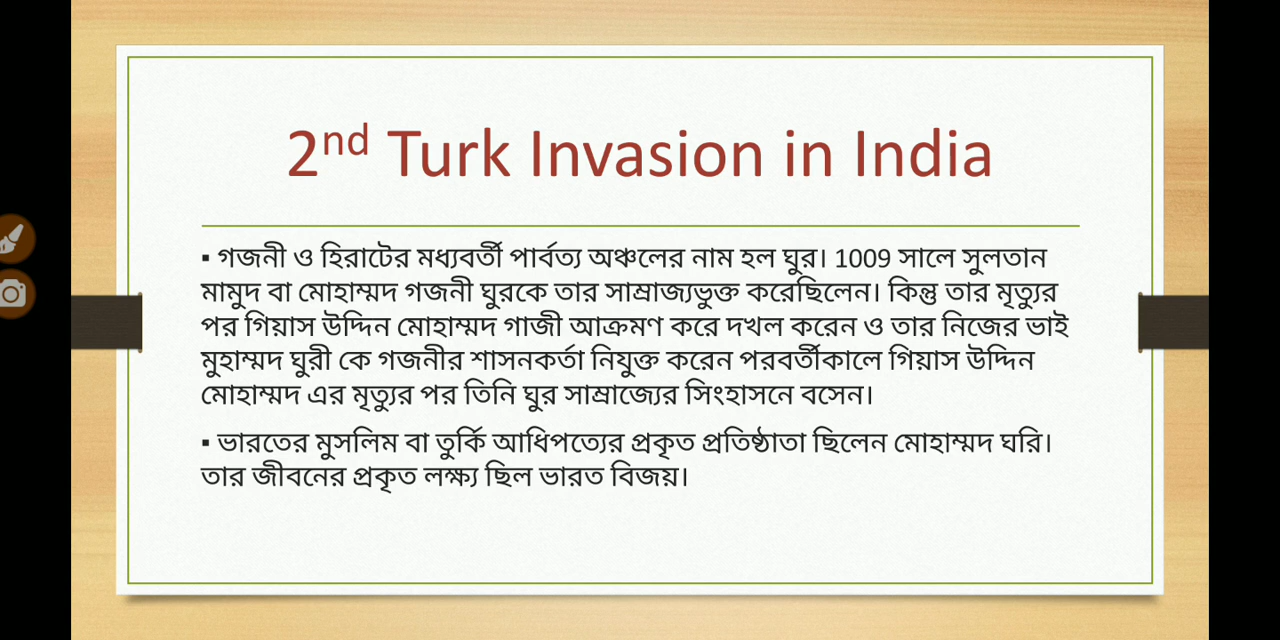 2nd Turk Invasion in India
▪ গজনী ও হিরাটের মধ্যবর্তী পার্বত্য অঞ্চলের নাম হল ঘুর। 1009 সালে সুলতান
মামুদ বা মোহাম্মদ গজনী ঘুরকে তার সাম্রাজ্যভুক্ত করেছিলেন। কিন্তু তার মৃত্যুর
পর গিয়াস উদ্দিন মোহাম্মদ গাজী আক্রমণ করে দখল করেন ও তার নিজের ভাই
মুহাম্মদ ঘুরী কে গজনীর শাসনকর্তা নিযুক্ত করেন পরবর্তীকালে গিয়াস উদ্দিন
মোহাম্মদ এর মৃত্যুর পর তিনি ঘুর সাম্রাজ্যের সিংহাসনে বসেন।
▪ ভারতের মুসলিম বা তুর্কি আধিপত্যের প্রকৃত প্রতিষ্ঠাতা ছিলেন মোহাম্মদ ঘরি।
তার জীবনের প্রকৃত লক্ষ্য ছিল ভারত বিজয়।